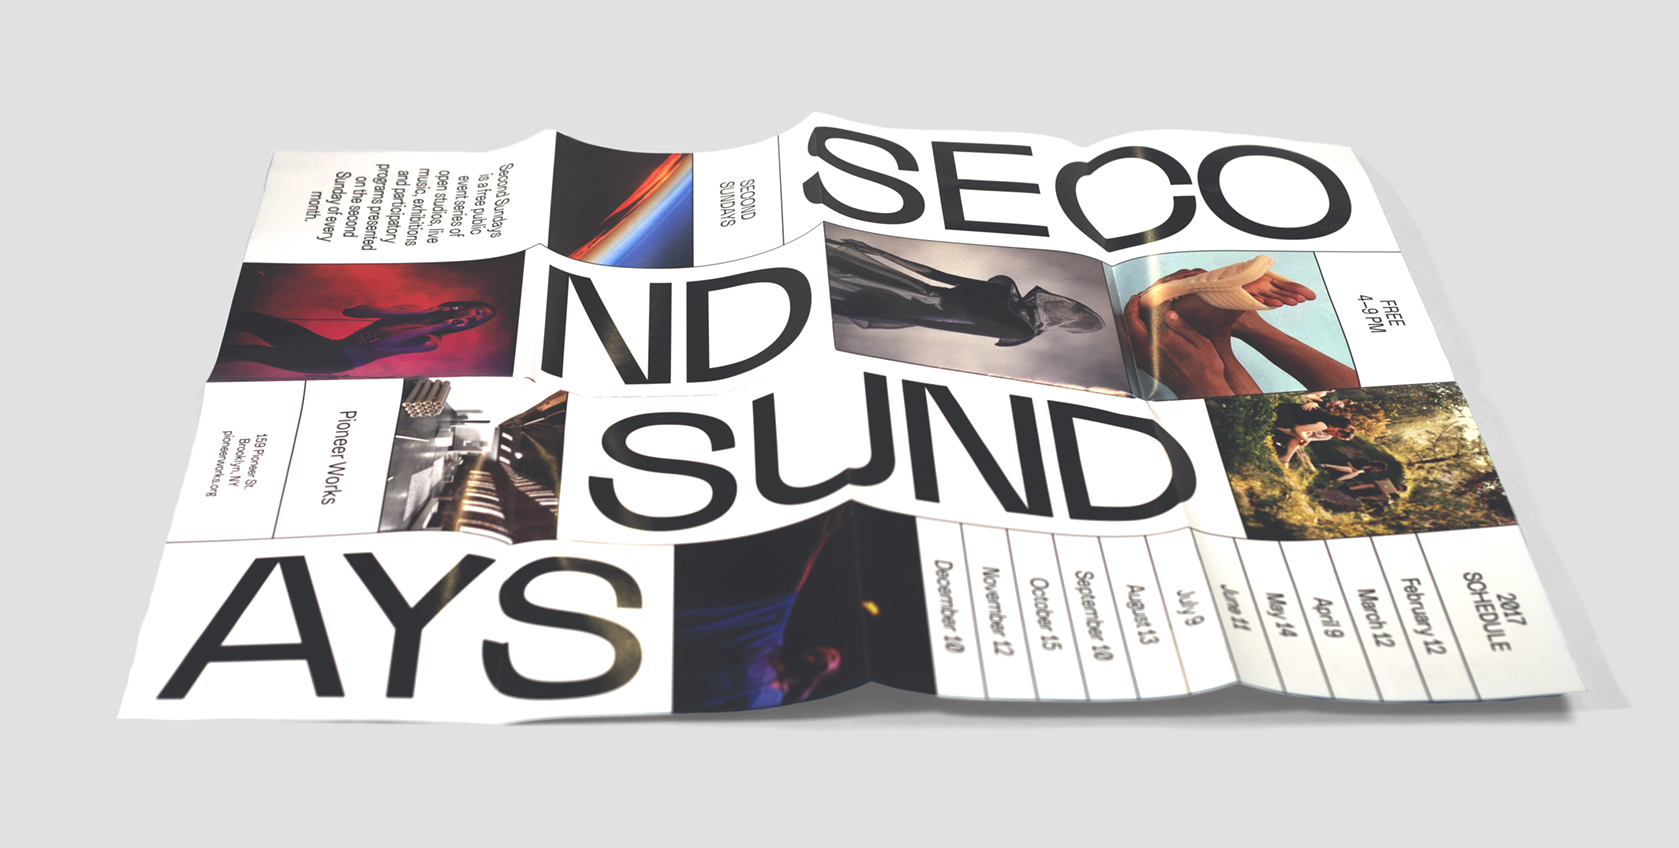 SECO
ND
SUND
AYS
Second Sundays
is a free public
event series of
open studios, live
music, exhibitions
and participatory
programs presented
on the second
Sunday of every
month.
SECOND
SUNDAYS
FREE
4–9 PM
Pioneer Works
159 Pioneer St.
Brooklyn, NY
pioneerworks.org
2017
SCHEDULE
February 12
March 12
April 9
May 14
June 11
July 9
August 13
September 10
October 15
November 12
December 10